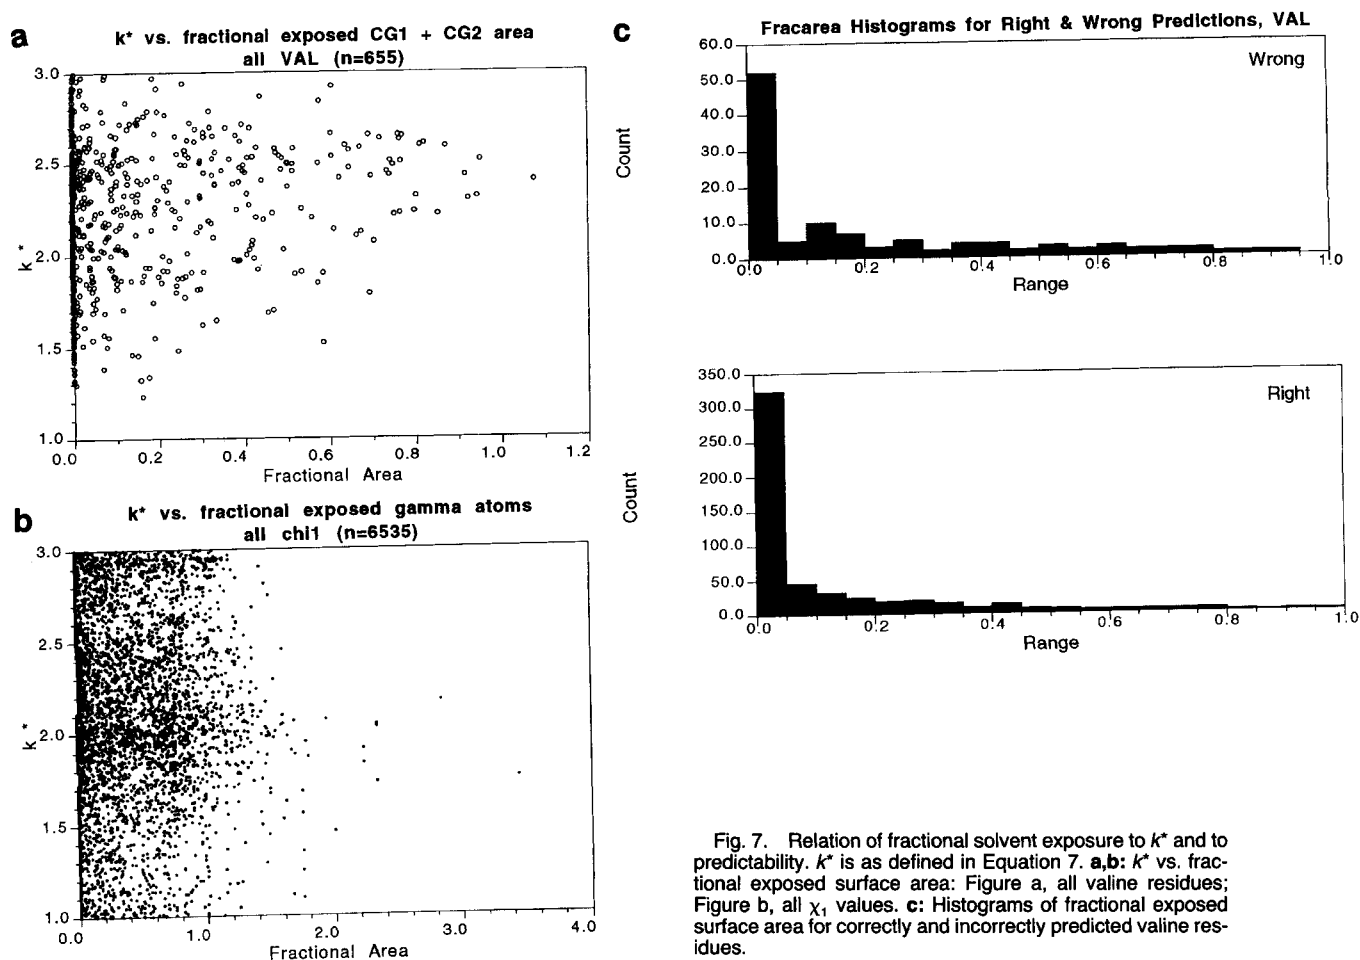 a
k* vs. fractional exposed CG1 + CG2 area
all VAL (n=655)
3.0
2.5
2.0
1.5
1.0
k*
0.0 0.2 0.4 0.6 0.8 1.0 1.2
Fractional Area
b
k* vs. fractional exposed gamma atoms
all chi1 (n=6535)
3.0
2.5
2.0
1.5
1.0
k*
0.0 1.0 2.0 3.0 4.0
Fractional Area
c
Fracarea Histograms for Right & Wrong Predictions, VAL
60.0
50.0
40.0
30.0
20.0
10.0
0.0
Count
Wrong
0.0 0.2 0.4 0.6 0.8 1.0
Range
350.0
300.0
250.0
200.0
150.0
100.0
50.0
0.0
Count
Right
0.0 0.2 0.4 0.6 0.8 1.0
Range
Fig. 7. Relation of fractional solvent exposure to k* and to
predictability. k* is as defined in Equation 7. a,b: k* vs. frac-
tional exposed surface area: Figure a, all valine residues;
Figure b, all χ₁ values. c: Histograms of fractional exposed
surface area for correctly and incorrectly predicted valine res-
idues.